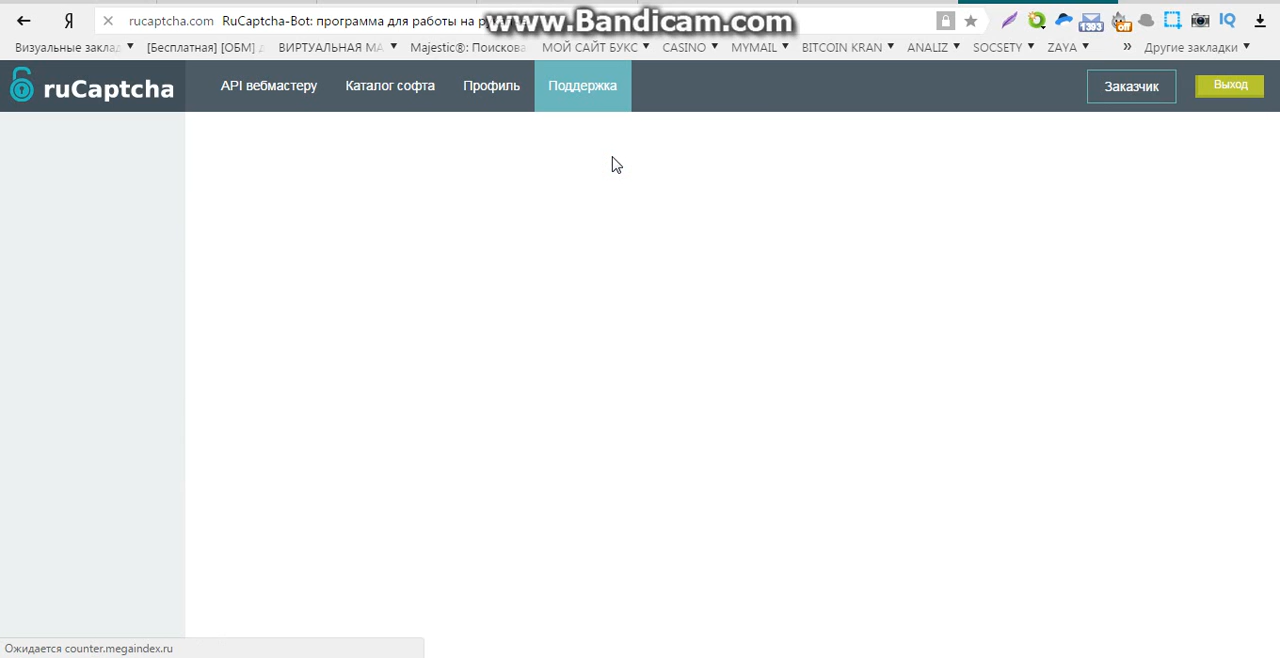 www.Bandicam.com
rucaptcha.com RuCaptcha-Bot: программа для работы на
Визуальные заклад [Бесплатная] [ОБМ] ВИРТУАЛЬНАЯ МА Majestic®: Поискова МОЙ САЙТ БУКС CASINO MYMAIL BITCOIN KRAN ANALIZ SOCSETY ZAYA » Другие закладки
ruCaptcha API вебмастеру Каталог софта Профиль Поддержка Заказчик Выход
Ожидается counter.megaindex.ru